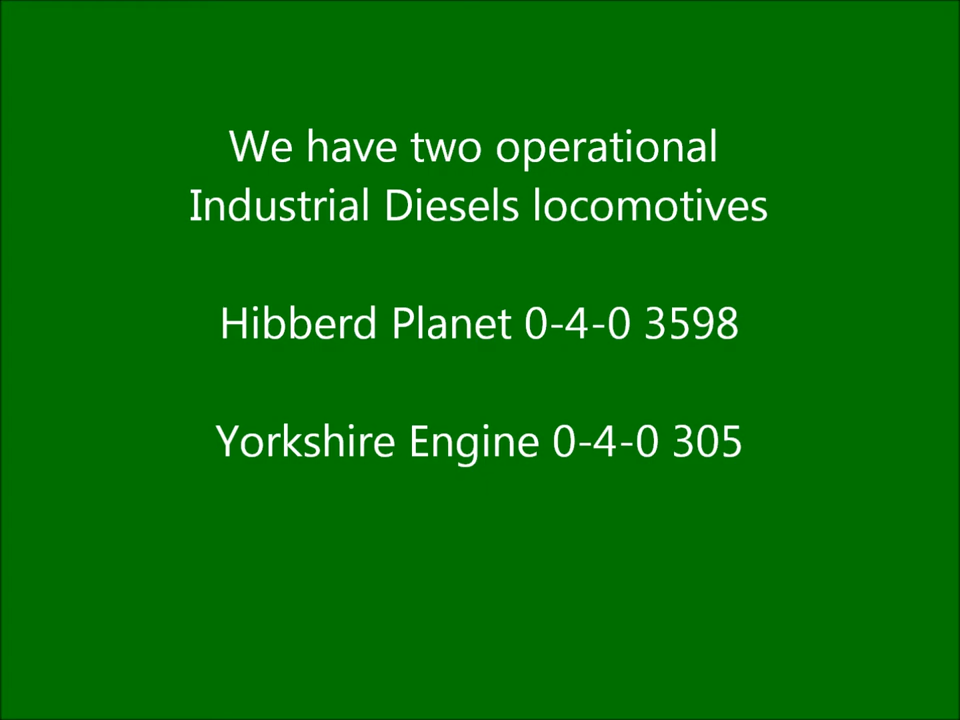 We have two operational
Industrial Diesels locomotives
Hibberd Planet 0-4-0 3598
Yorkshire Engine 0-4-0 305